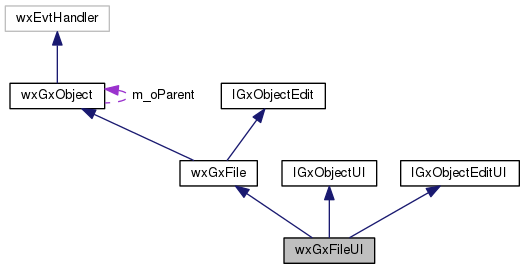 wxEvtHandler
wxGxObject
m_oParent
IGxObjectEdit
wxGxFile
IGxObjectUI
IGxObjectEditUI
wxGxFileUI